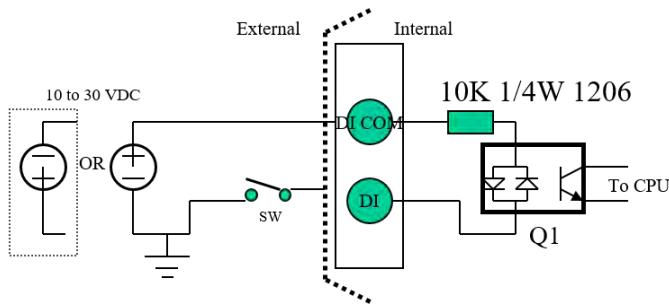 External
Internal
10 to 30 VDC
10K 1/4W 1206
DI COM
OR
To CPU
DI
SW
Q1